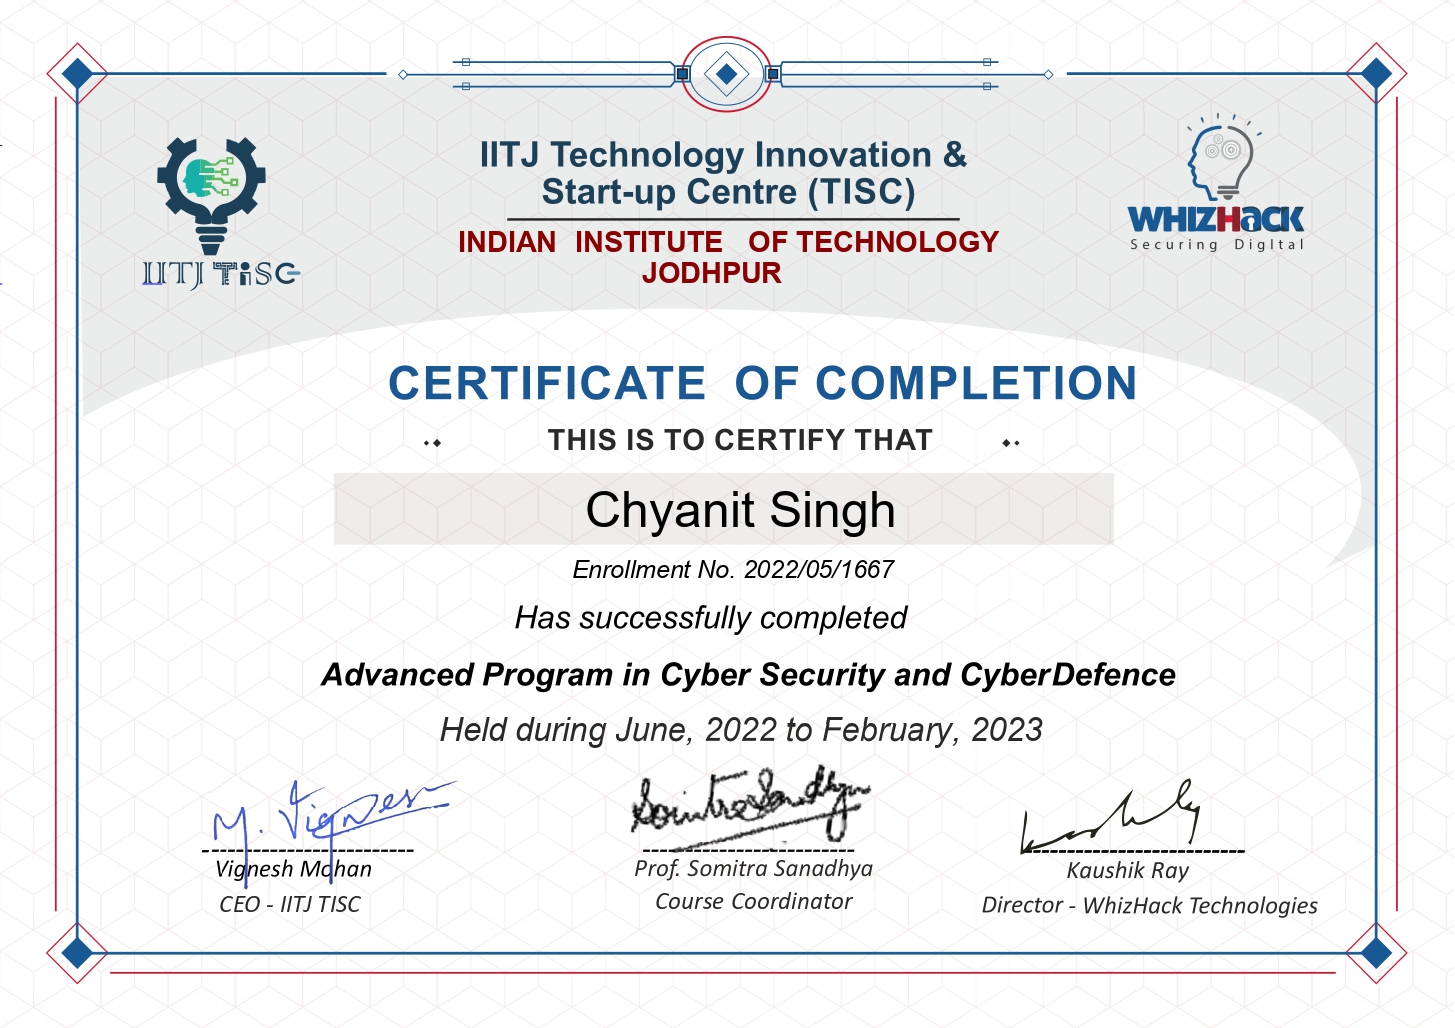 IITJ Technology Innovation &
Start-up Centre (TISC)
INDIAN INSTITUTE OF TECHNOLOGY
JODHPUR
IITJ TiSC
WHIZHACK
Securing Digital
CERTIFICATE OF COMPLETION
THIS IS TO CERTIFY THAT
Chyanit Singh
Enrollment No. 2022/05/1667
Has successfully completed
Advanced Program in Cyber Security and CyberDefence
Held during June, 2022 to February, 2023
M. Vignesh
Somitra Sanadhya
Vignesh Mohan
CEO - IITJ TISC
Prof. Somitra Sanadhya
Course Coordinator
Kaushik Ray
Director - WhizHack Technologies